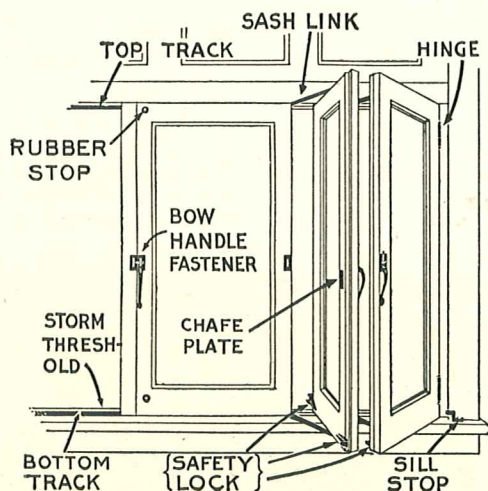 SASH LINK
TOP TRACK
HINGE
RUBBER
STOP
BOW
HANDLE
FASTENER
STORM
THRESH-
OLD
CHAFE
PLATE
BOTTOM
TRACK
{SAFETY}
LOCK
SILL
STOP